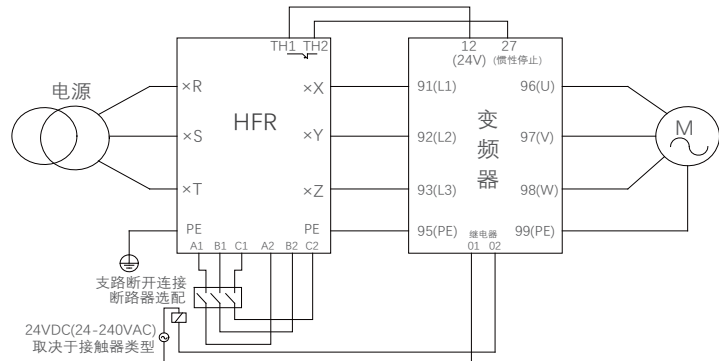 TH1 TH2
12
27
(24V)
(惯性停止)
电源
×R
×X
91(L1)
96(U)
HFR
变频器
M
×S
×Y
92(L2)
97(V)
×T
×Z
93(L3)
98(W)
PE
PE
95(PE)
继电器
99(PE)
A1
B1
C1
A2
B2
C2
01
02
支路断开连接
断路器选配
24VDC(24-240VAC)
取决于接触器类型